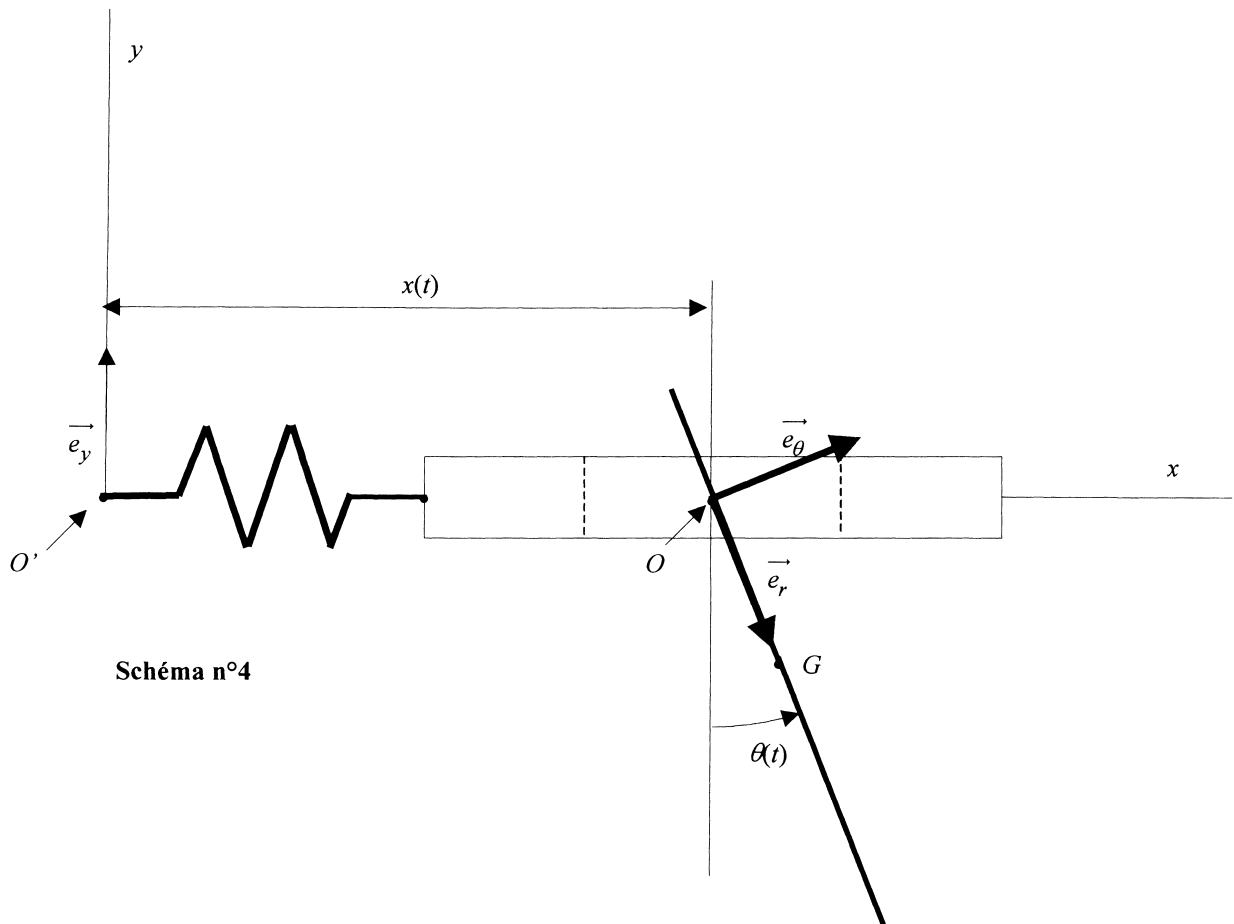 y
x(t)
e_y
e_θ
x
O'
O
e_r
G
Schéma n°4
θ(t)